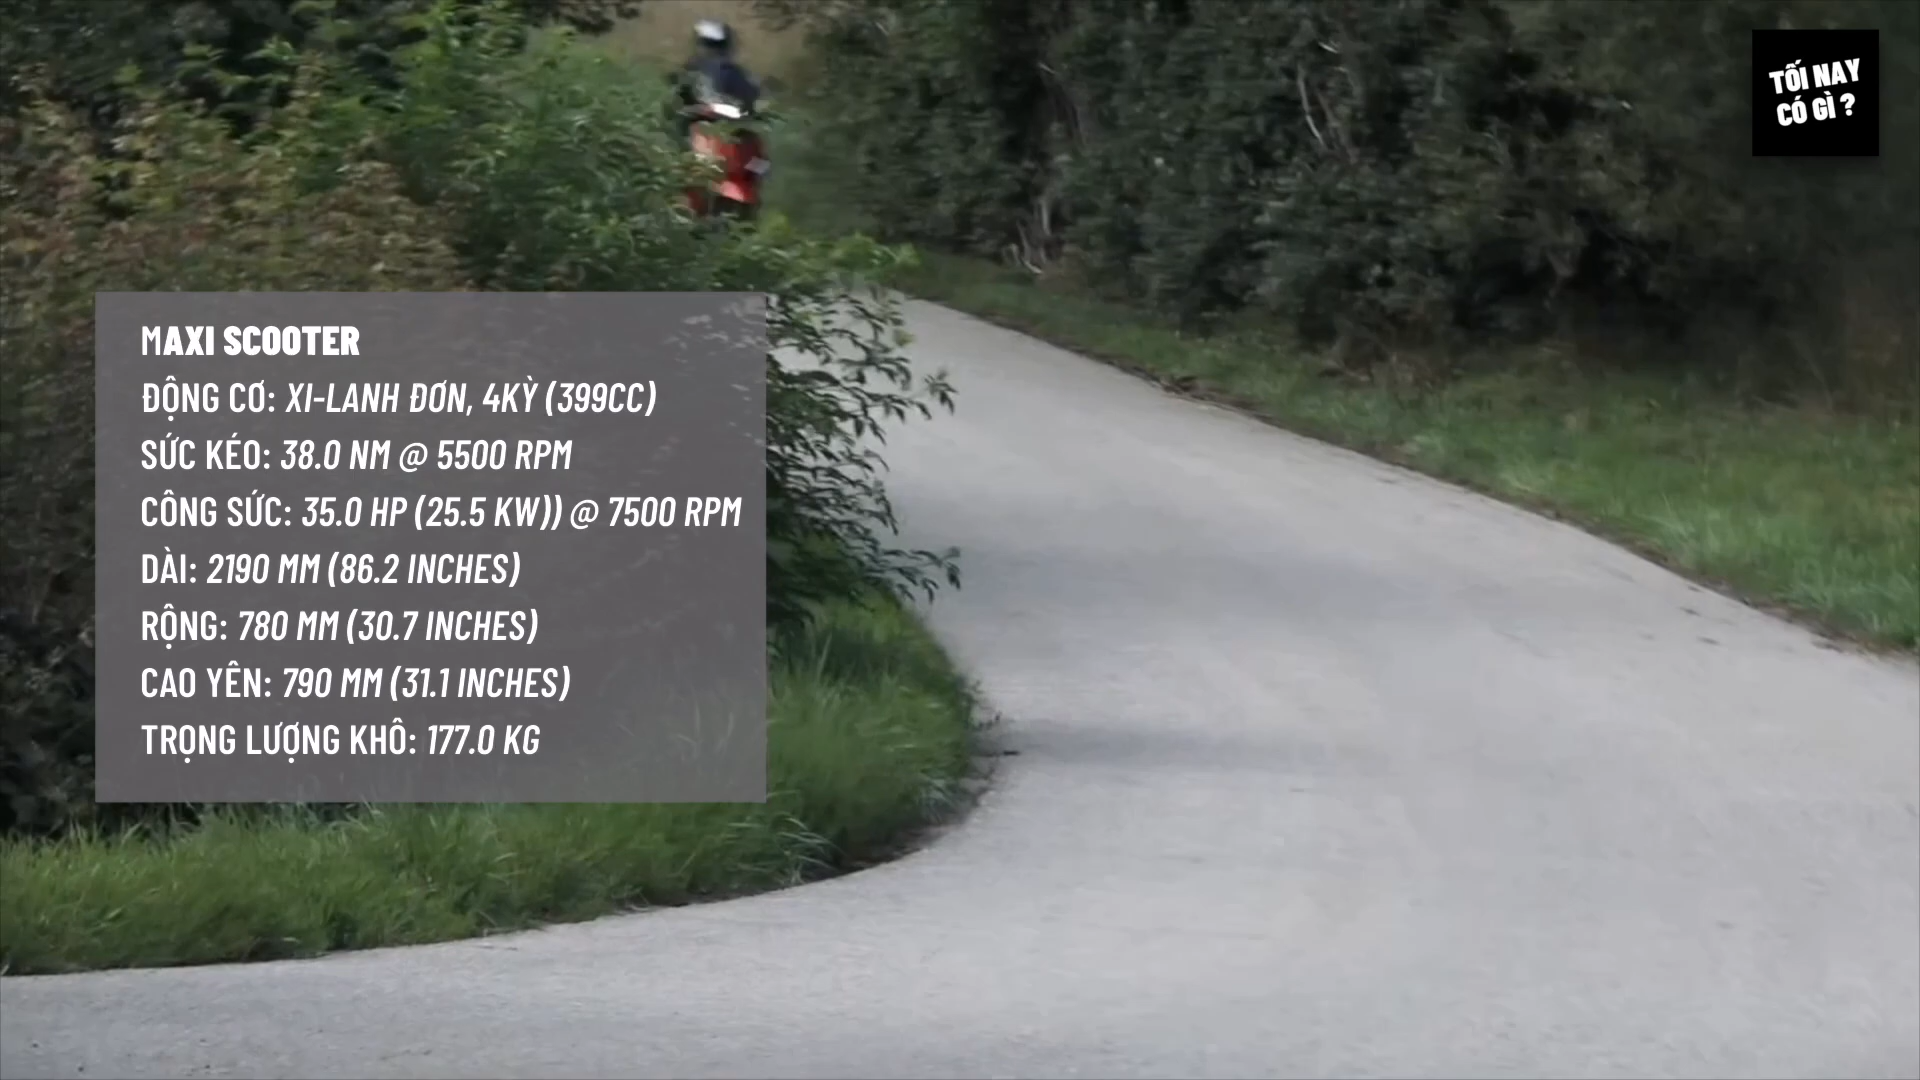 TỐI NAY
CÓ GÌ ?
MAXI SCOOTER
ĐỘNG CƠ: XI-LANH ĐƠN, 4KỲ (399CC)
SỨC KÉO: 38.0 NM @ 5500 RPM
CÔNG SỨC: 35.0 HP (25.5 KW)) @ 7500 RPM
DÀI: 2190 MM (86.2 INCHES)
RỘNG: 780 MM (30.7 INCHES)
CAO YÊN: 790 MM (31.1 INCHES)
TRỌNG LƯỢNG KHÔ: 177.0 KG